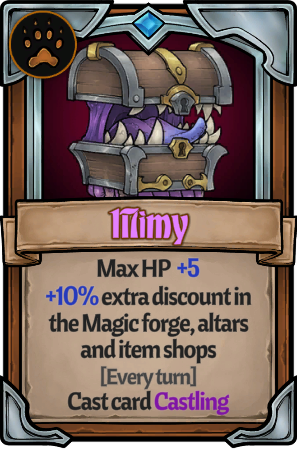 Mimy
Max HP +5
+10% extra discount in
the Magic forge, altars
and item shops
[Every turn]
Cast card Castling